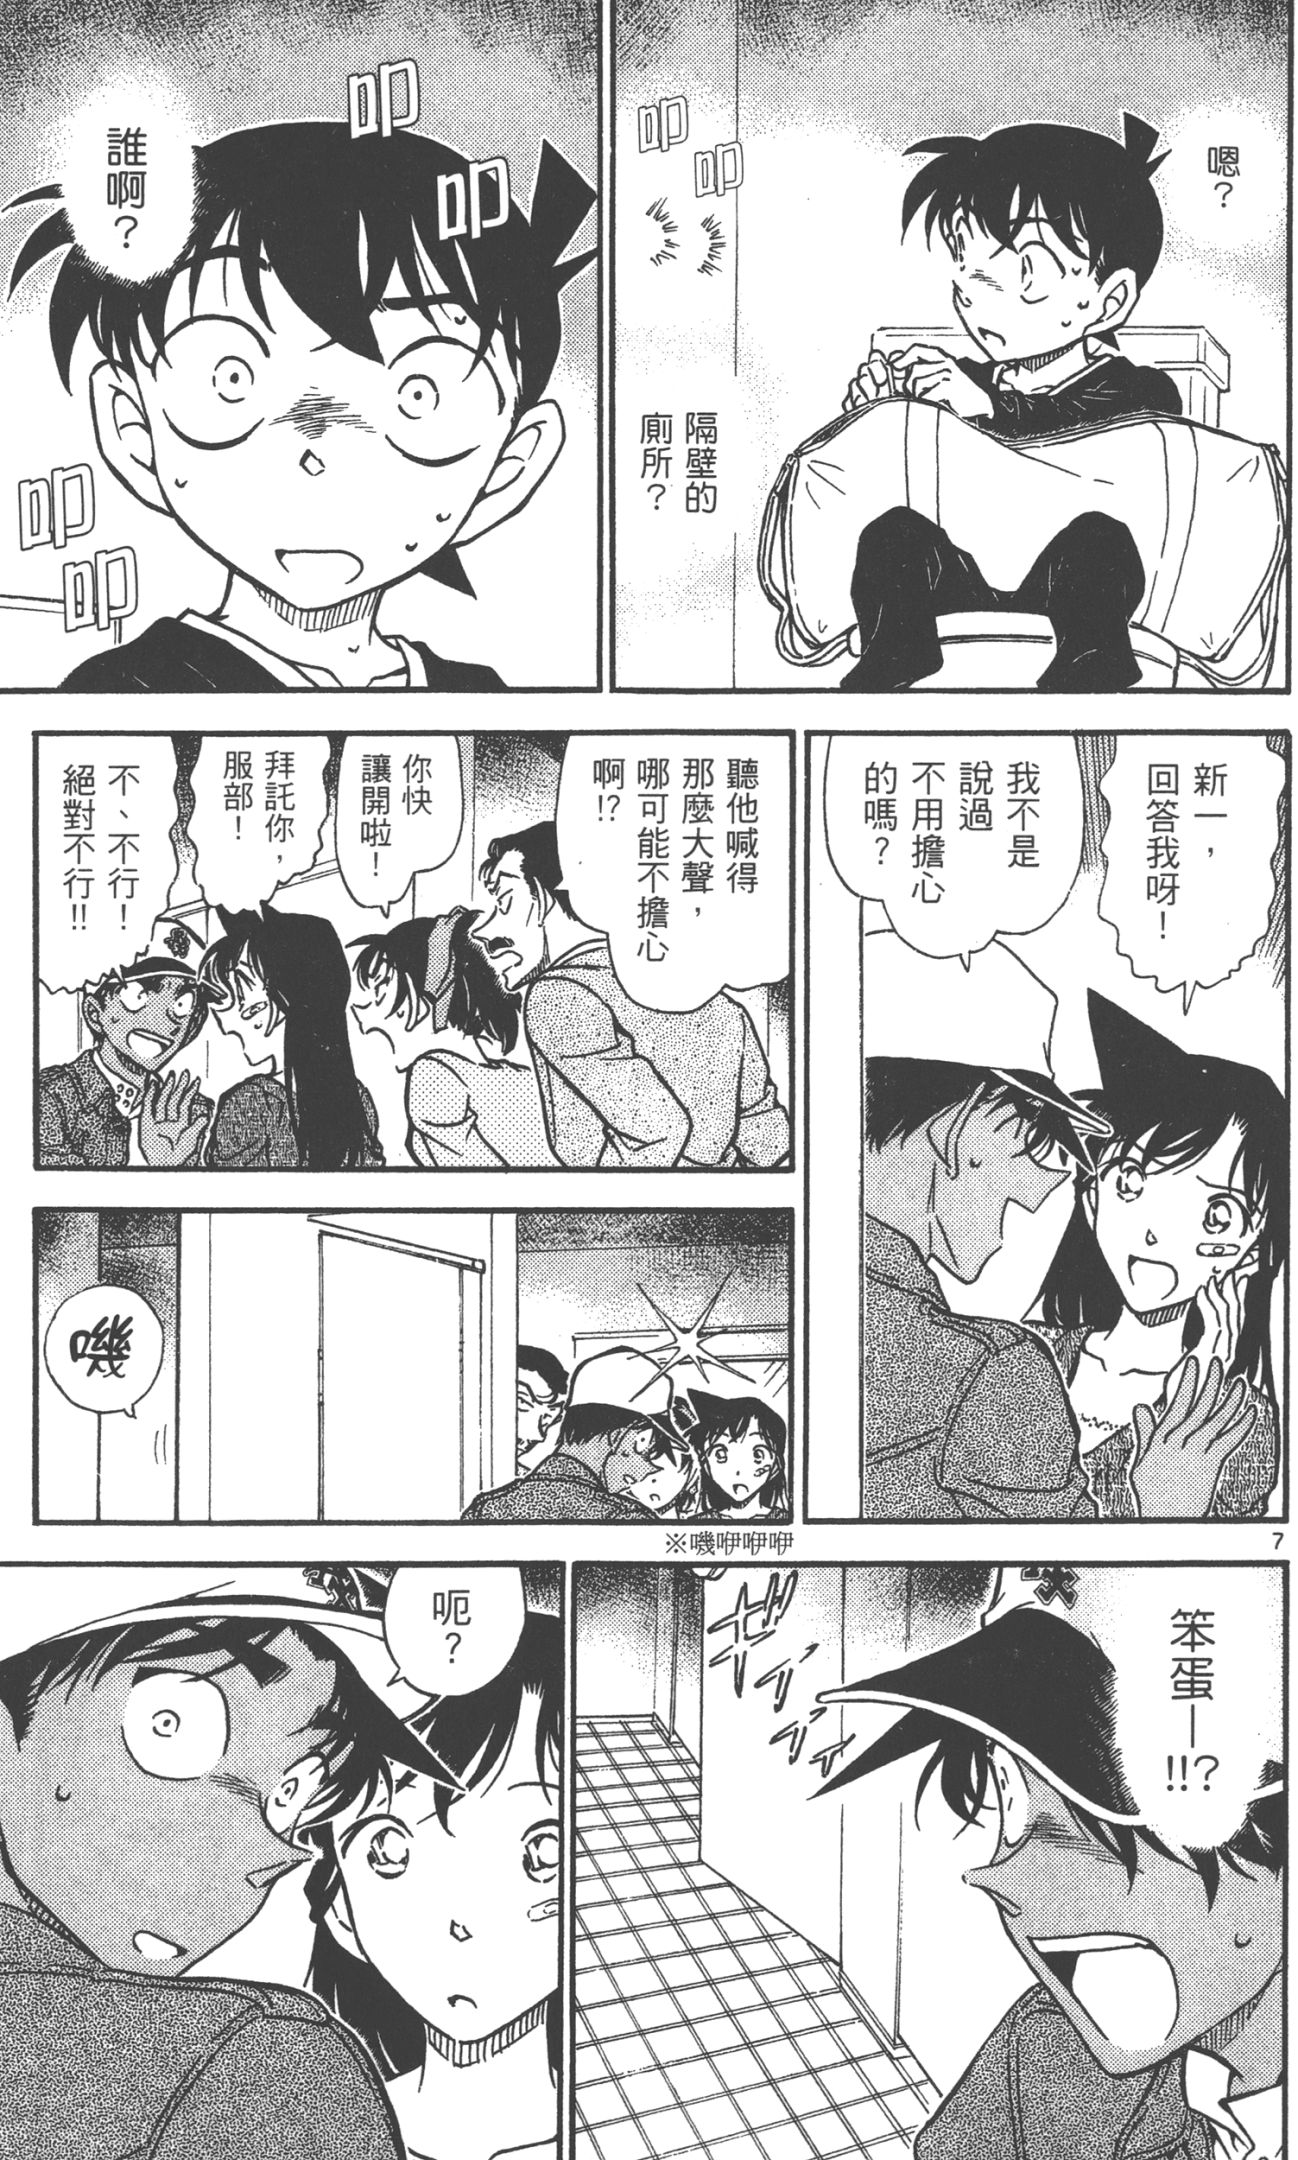 嗯？
叩
叩
隔壁的
廁所？
叩
叩
誰啊？
叩
叩
新一，
回答我呀！
我不是
說過
不用擔心
的嗎？
聽他喊得
那麼大聲，
哪可能不擔心
啊!?
你快
讓開啦！
拜託你，
服部！
不、不行！
絕對不行!!
嘰
※嘰咿咿咿
7
笨蛋—!!?
呃？